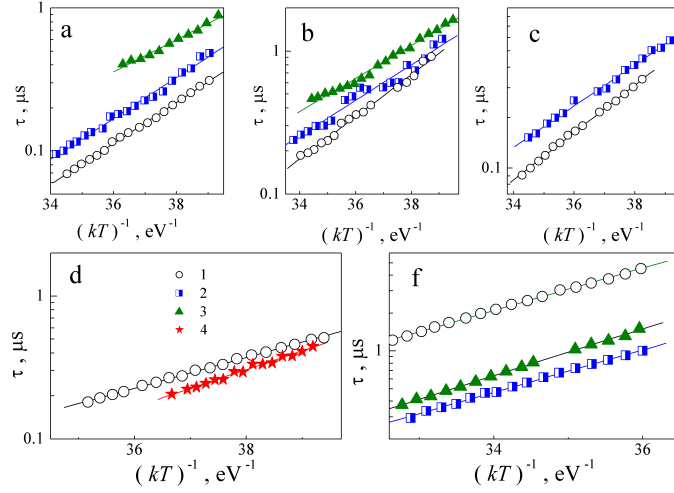 a
1
0.1
τ , μs
34 36 38
(kT)⁻¹ , eV⁻¹
b
1
0.1
τ , μs
34 36 38
(kT)⁻¹ , eV⁻¹
c
0.1
τ , μs
34 36 38
(kT)⁻¹ , eV⁻¹
d
1
0.1
τ , μs
1
2
3
4
36 38
(kT)⁻¹ , eV⁻¹
f
1
τ , μs
34 35 36
(kT)⁻¹ , eV⁻¹